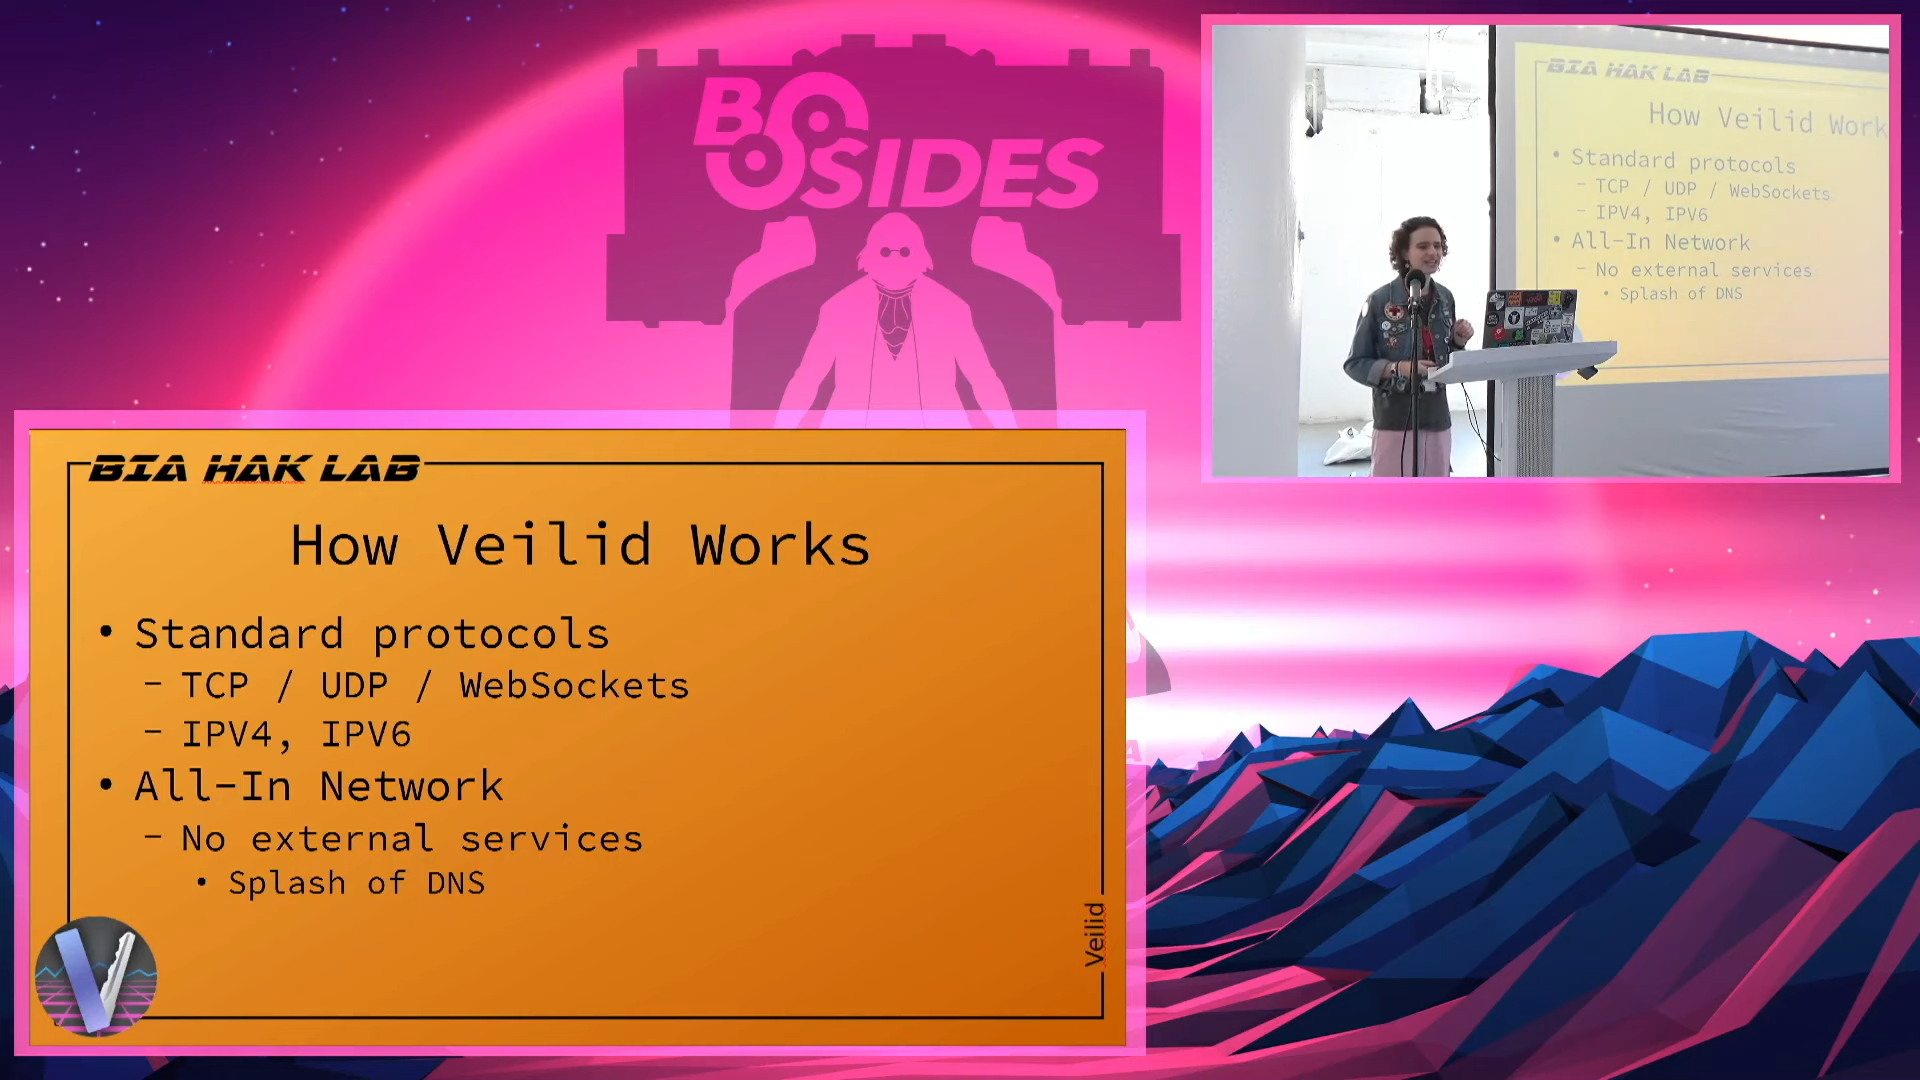 BSIDES
BIA HAK LAB
How Veilid Work
• Standard protocols
– TCP / UDP / WebSockets
– IPV4, IPV6
• All-In Network
– No external services
• Splash of DNS
BIA HAK LAB
How Veilid Works
• Standard protocols
– TCP / UDP / WebSockets
– IPV4, IPV6
• All-In Network
– No external services
• Splash of DNS
Veilid